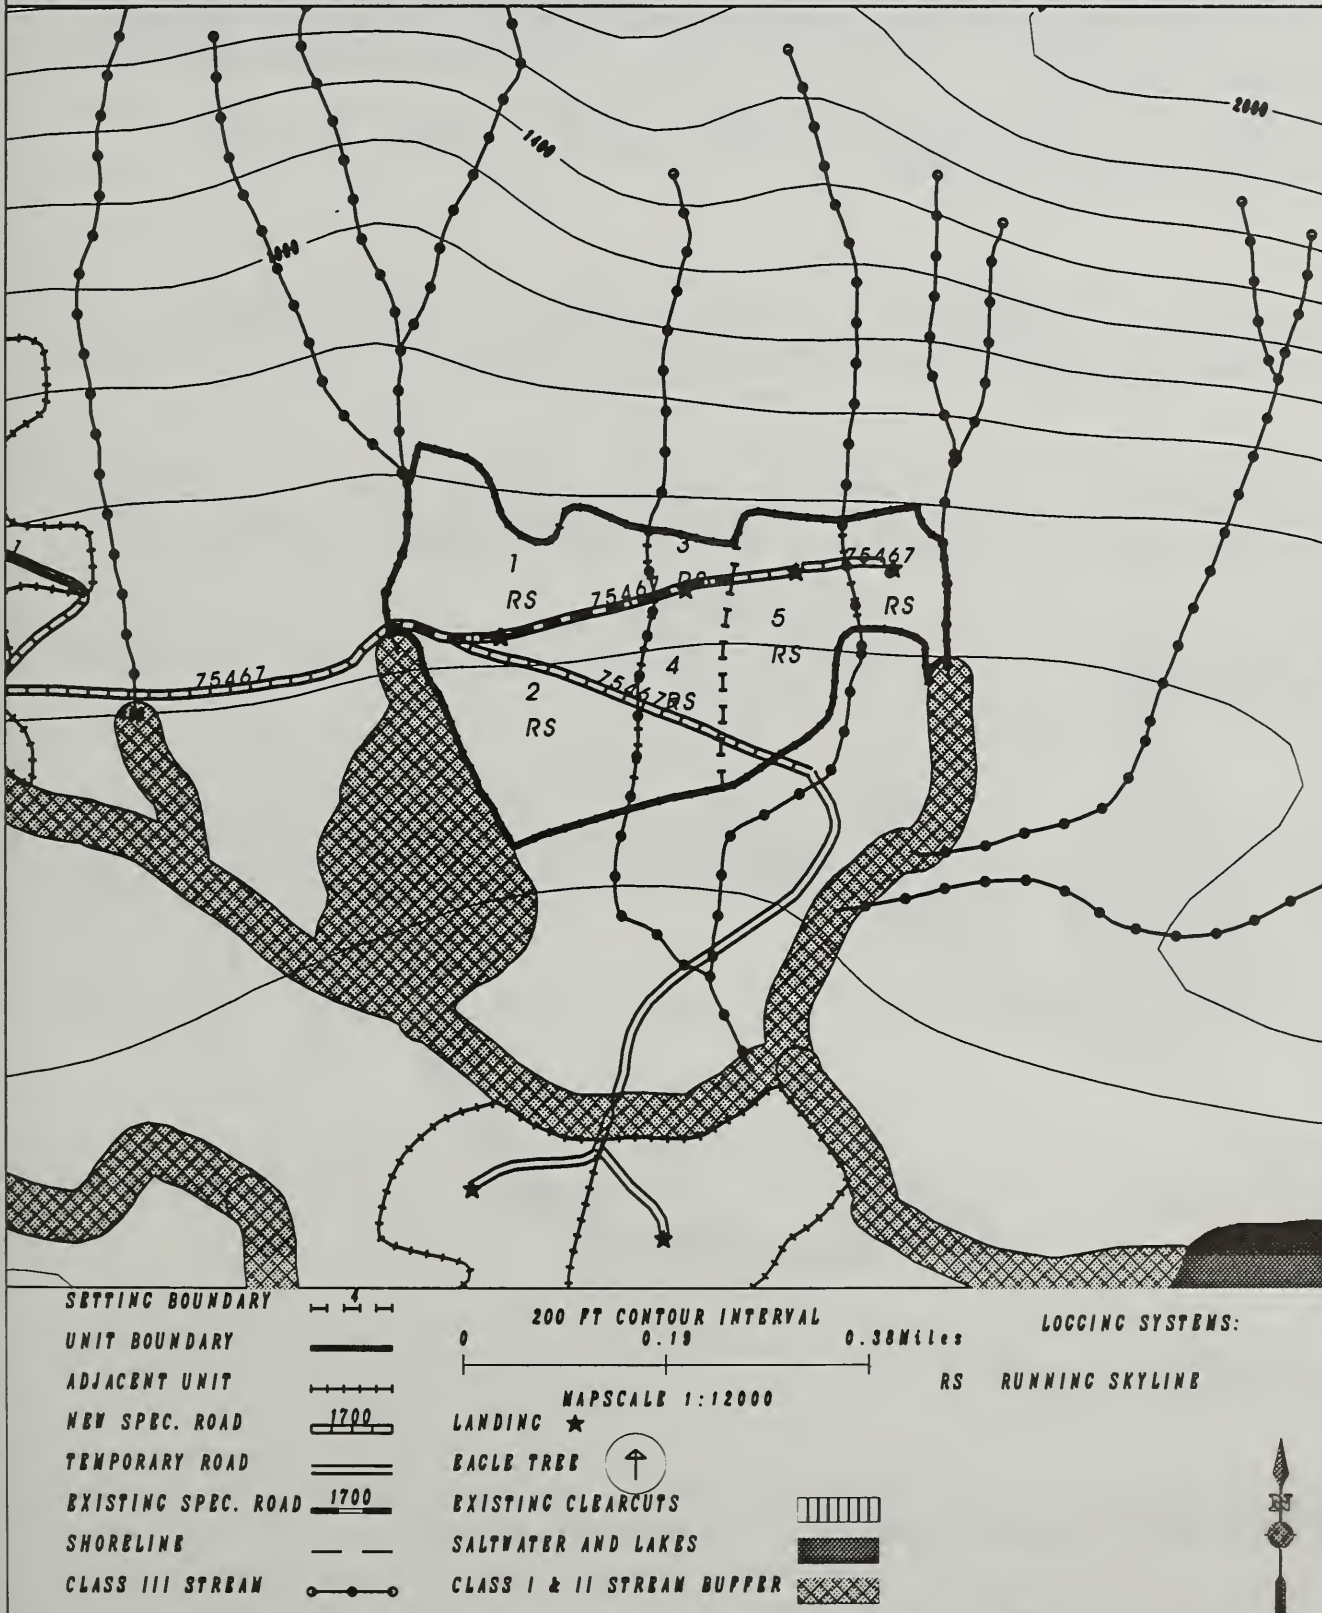 2000
1400
1000
3
75467
1
75467
RS
RS
RS
5
RS
4
75467
2
75467
RS
RS
SETTING BOUNDARY 4
UNIT BOUNDARY
ADJACENT UNIT
NEW SPEC. ROAD 1700
TEMPORARY ROAD
EXISTING SPEC. ROAD 1700
SHORELINE
CLASS III STREAM
200 FT CONTOUR INTERVAL
0 0.19 0.38Miles
MAPSCALE 1:12000
LANDING
EAGLE TREE
EXISTING CLEARCUTS
SALTWATER AND LAKES
CLASS I & II STREAM BUFFER
LOGGING SYSTEMS:
RS RUNNING SKYLINE
N